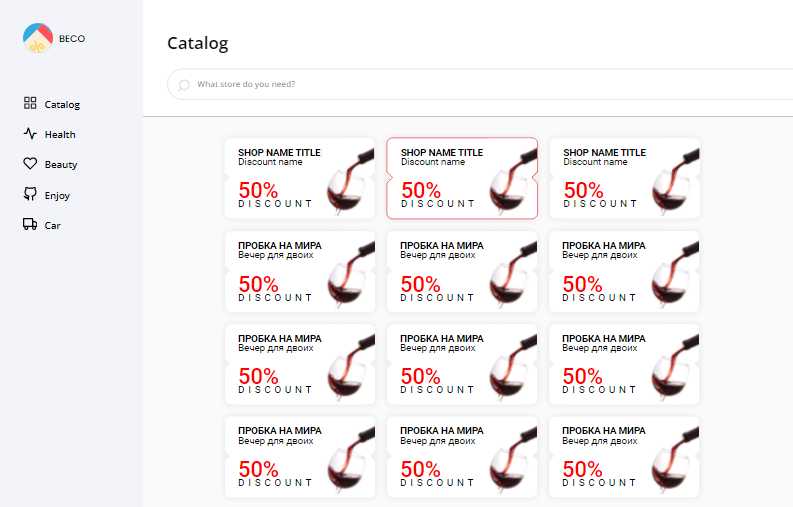 %
BECO
Catalog
What store do you need?
Catalog
Health
Beauty
Enjoy
Car
SHOP NAME TITLE
Discount name
50%
DISCOUNT
SHOP NAME TITLE
Discount name
50%
DISCOUNT
SHOP NAME TITLE
Discount name
50%
DISCOUNT
ПРОБКА НА МИРА
Вечер для двоих
50%
DISCOUNT
ПРОБКА НА МИРА
Вечер для двоих
50%
DISCOUNT
ПРОБКА НА МИРА
Вечер для двоих
50%
DISCOUNT
ПРОБКА НА МИРА
Вечер для двоих
50%
DISCOUNT
ПРОБКА НА МИРА
Вечер для двоих
50%
DISCOUNT
ПРОБКА НА МИРА
Вечер для двоих
50%
DISCOUNT
ПРОБКА НА МИРА
Вечер для двоих
50%
DISCOUNT
ПРОБКА НА МИРА
Вечер для двоих
50%
DISCOUNT
ПРОБКА НА МИРА
Вечер для двоих
50%
DISCOUNT